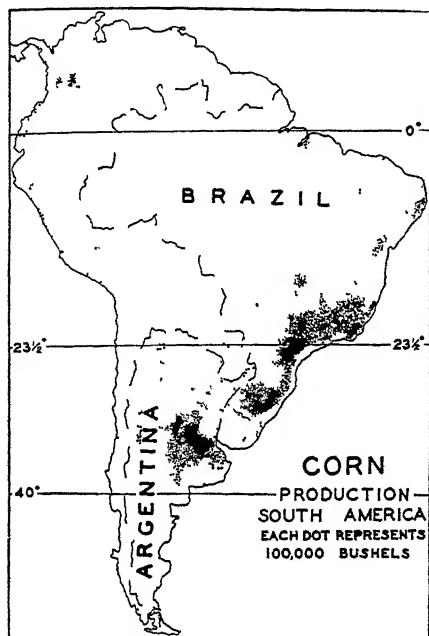 0°
BRAZIL
23½°
23½°
ARGENTINA
CORN
40°
PRODUCTION
SOUTH AMERICA
EACH DOT REPRESENTS
100,000 BUSHELS